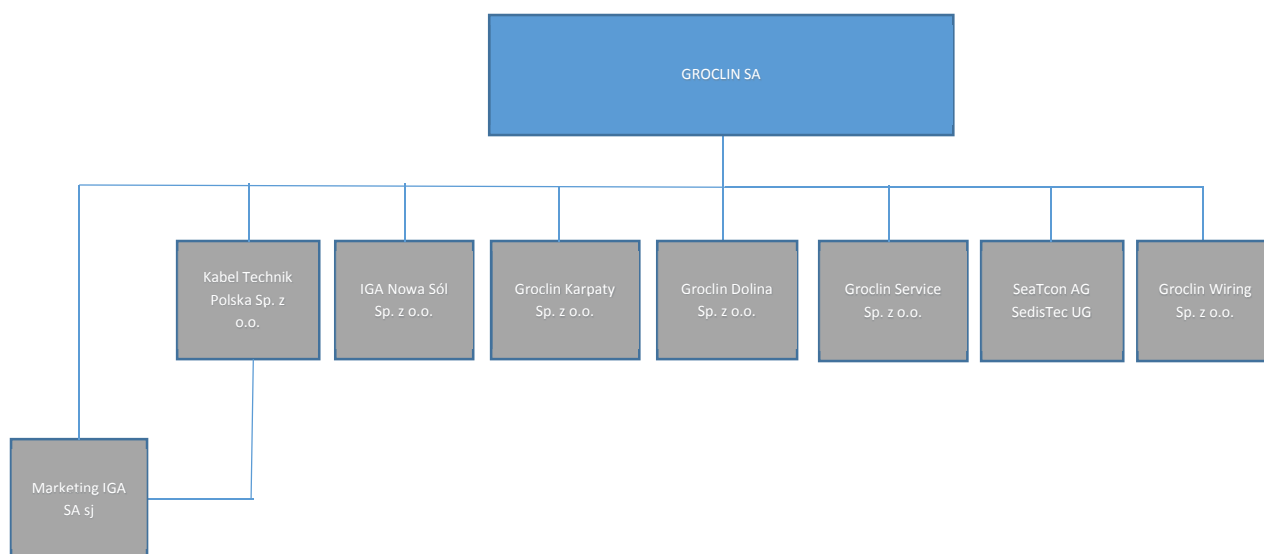 GROCLIN SA
Kabel Technik
Polska Sp. z
o.o.
IGA Nowa Sól
Sp. z o.o.
Groclin Karpaty
Sp. z o.o.
Groclin Dolina
Sp. z o.o.
Groclin Service
Sp. z o.o.
SeaTcon AG
SedisTec UG
Groclin Wiring
Sp. z o.o.
Marketing IGA
SA sj